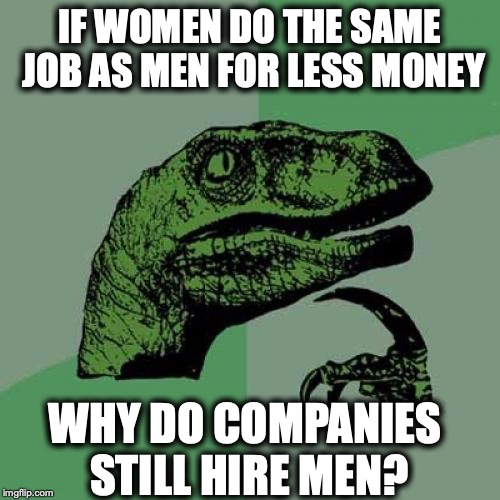 IF WOMEN DO THE SAME
JOB AS MEN FOR LESS MONEY
WHY DO COMPANIES
STILL HIRE MEN?
imgflip.com